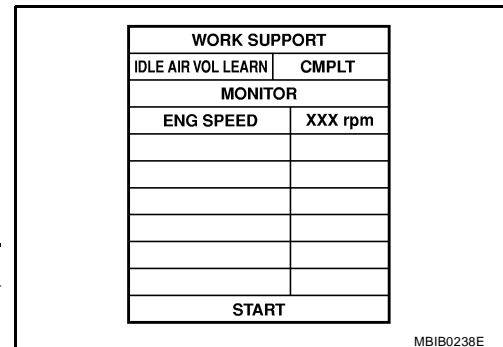 WORK SUPPORT
IDLE AIR VOL LEARN CMPLT
MONITOR
ENG SPEED XXX rpm
START
MBIB0238E